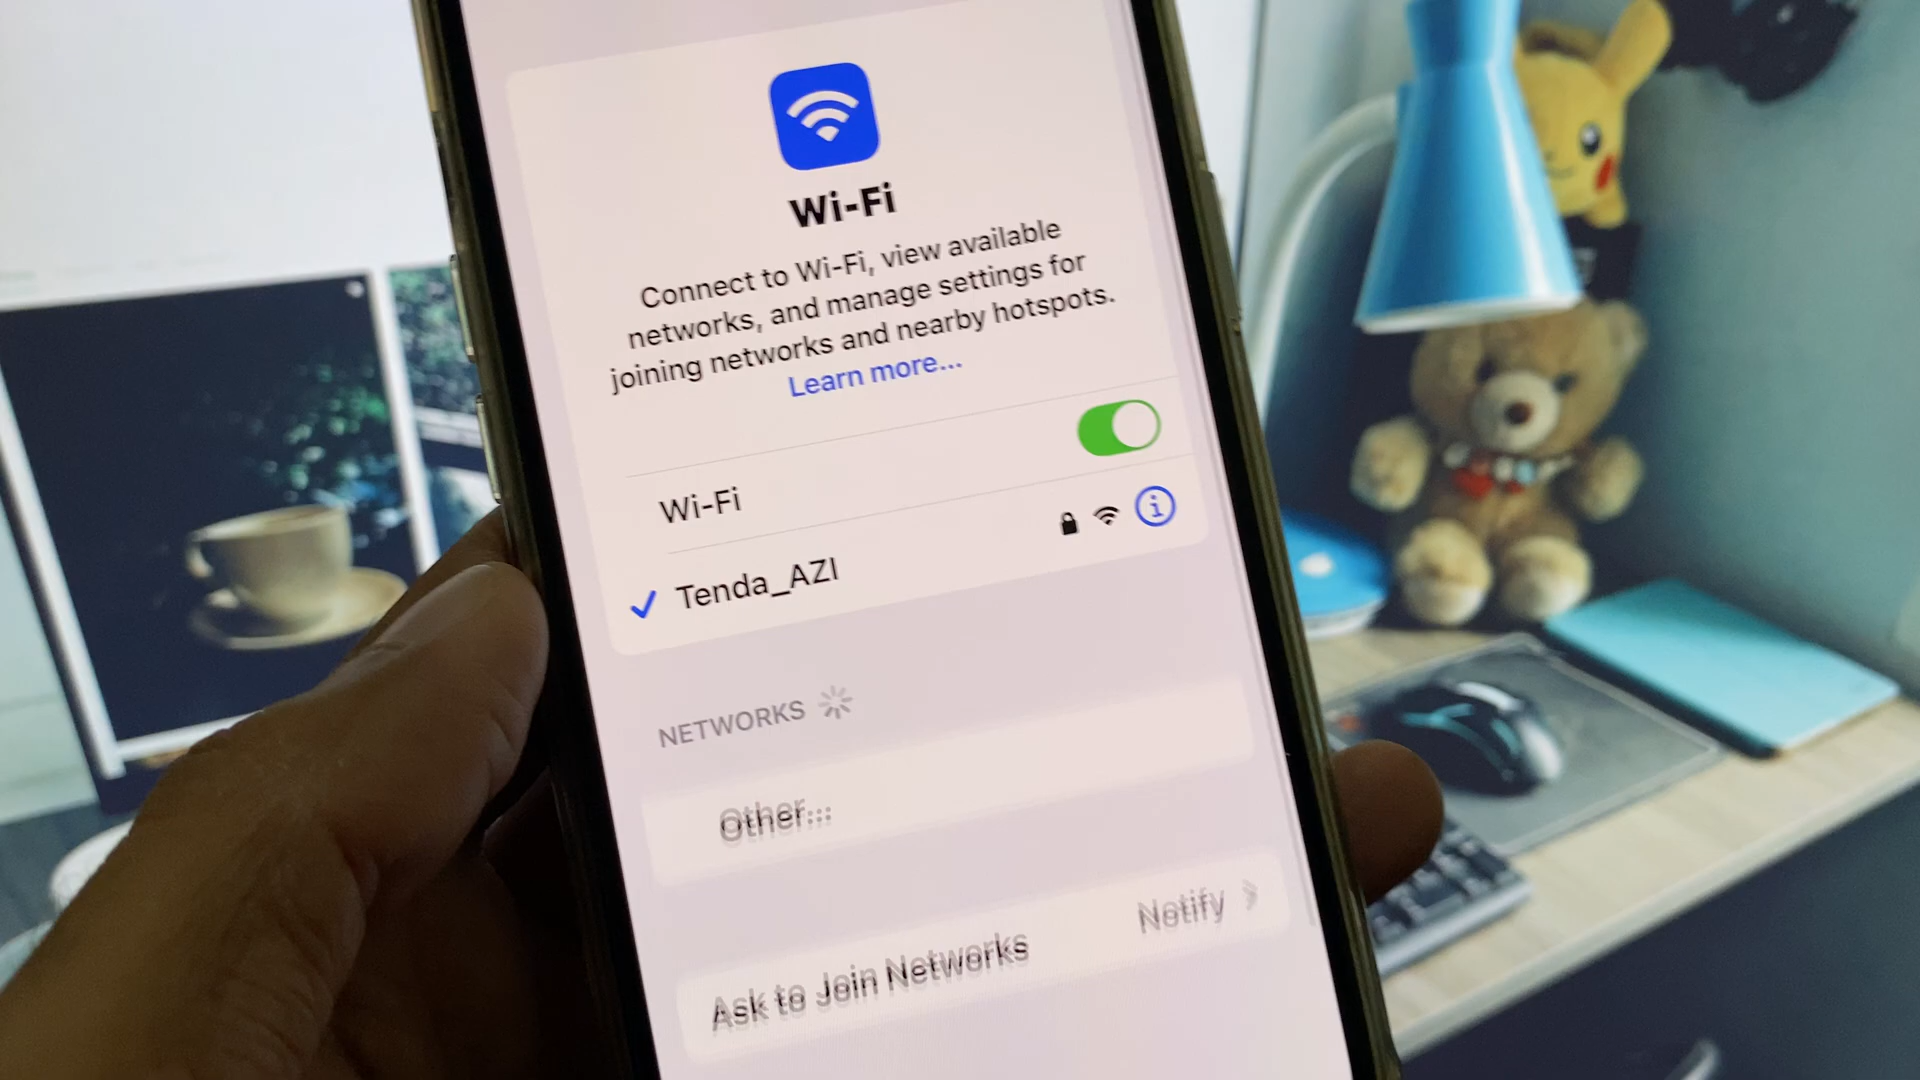 Wi-Fi
Connect to Wi-Fi, view available
networks, and manage settings for
joining networks and nearby hotspots.
Learn more...
Wi-Fi
Tenda_AZI
NETWORKS
Other...
Ask to Join Networks Notify